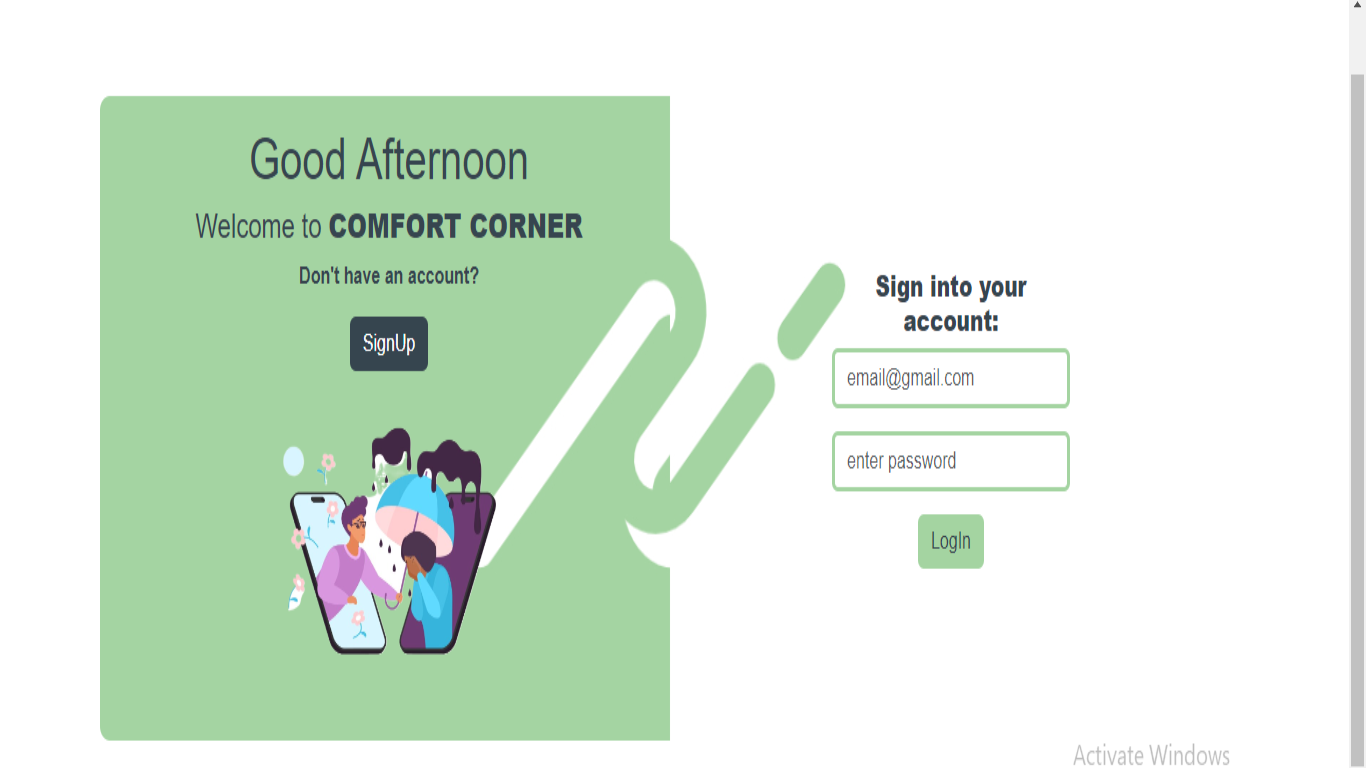 Good Afternoon
Welcome to COMFORT CORNER
Don't have an account?
SignUp
Sign into your
account:
email@gmail.com
enter password
LogIn
Activate Windows